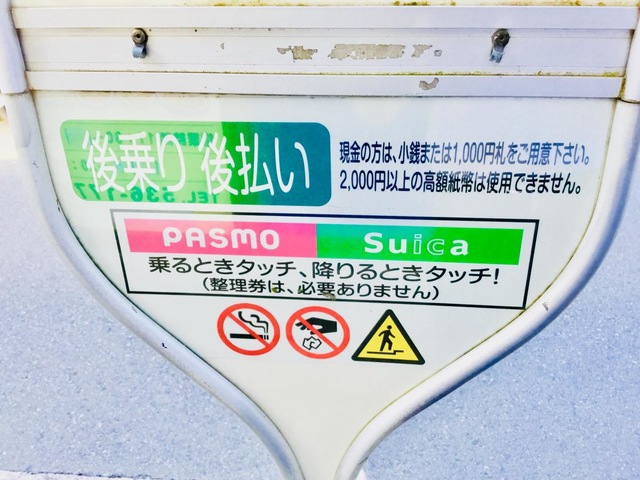 後乗り 後払い
現金の方は、小銭または1,000円札をご用意下さい。
2,000円以上の高額紙幣は使用できません。
PASMO Suica
乗るときタッチ、降りるときタッチ!
(整理券は、必要ありません)